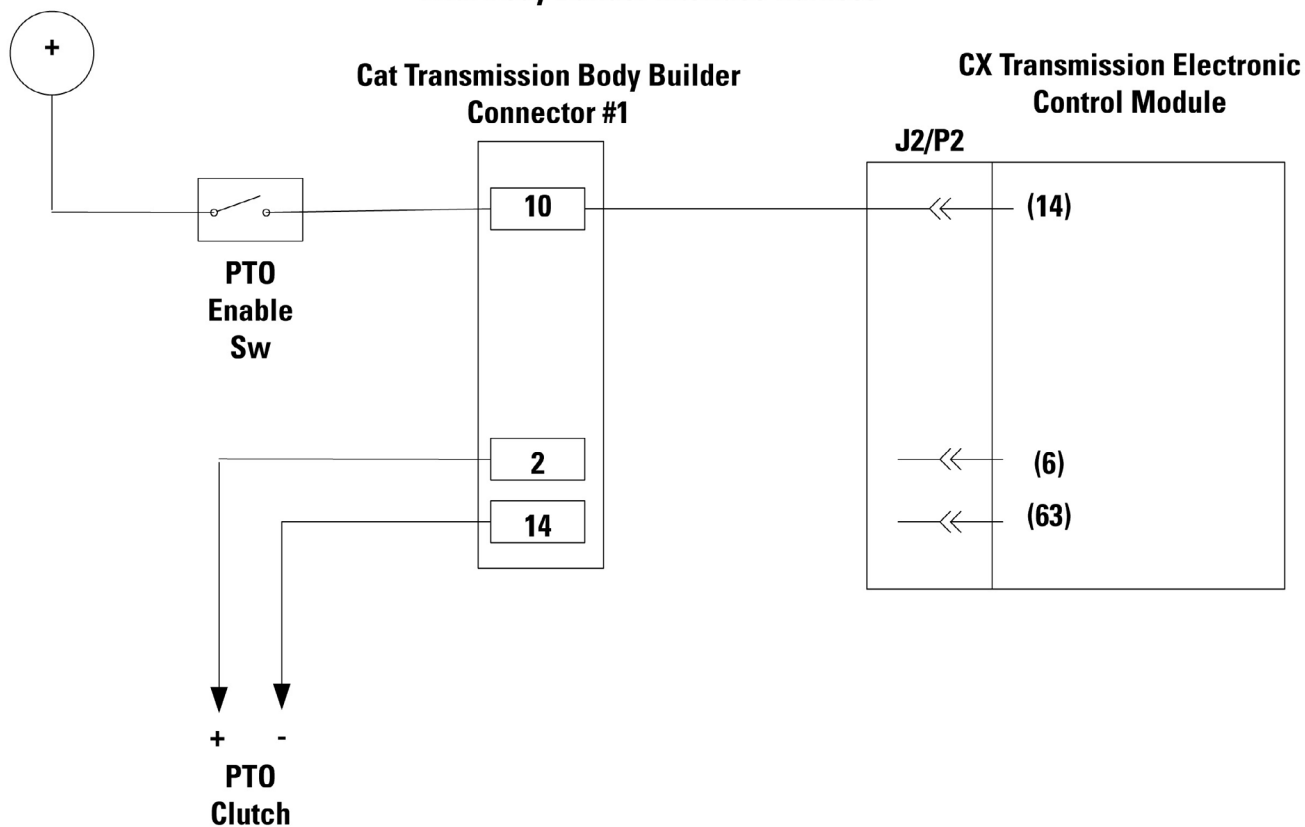 +
Cat Transmission Body Builder
Connector #1
CX Transmission Electronic
Control Module
J2/P2
10
(14)
PTO
Enable
Sw
2
(6)
14
(63)
+ -
PTO
Clutch